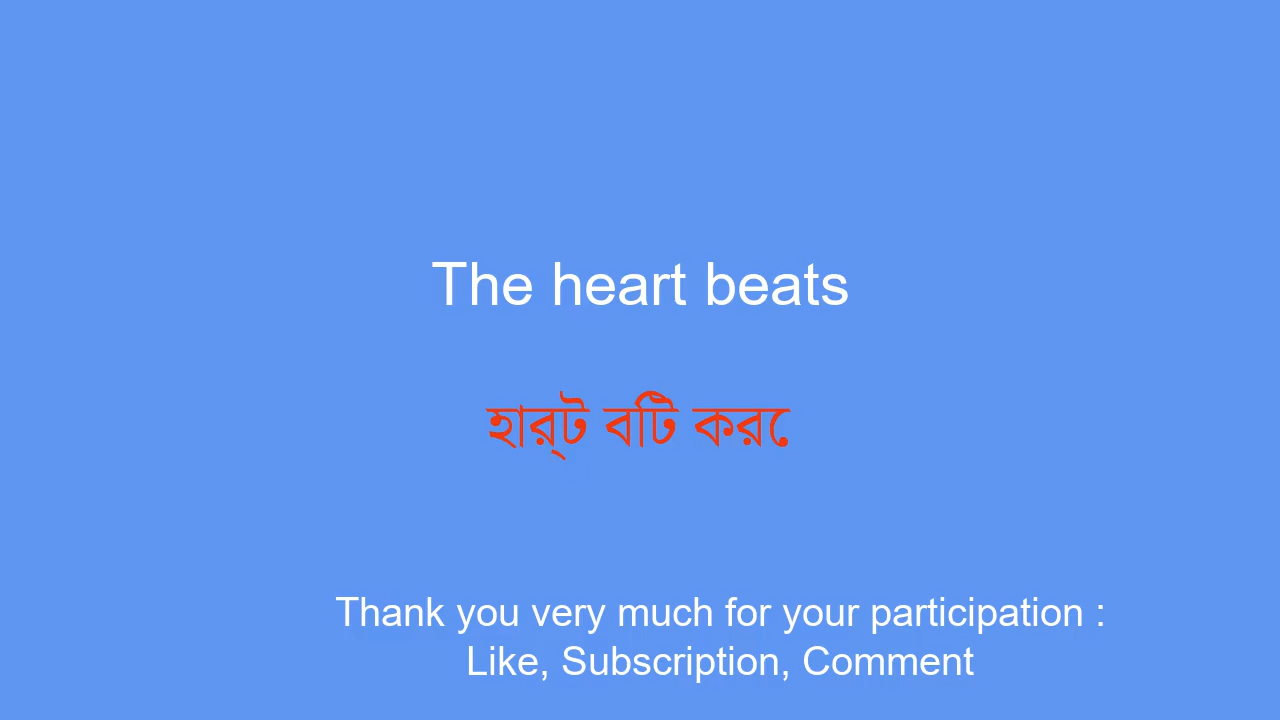 The heart beats
হার্ট বিট করে
Thank you very much for your participation :
Like, Subscription, Comment